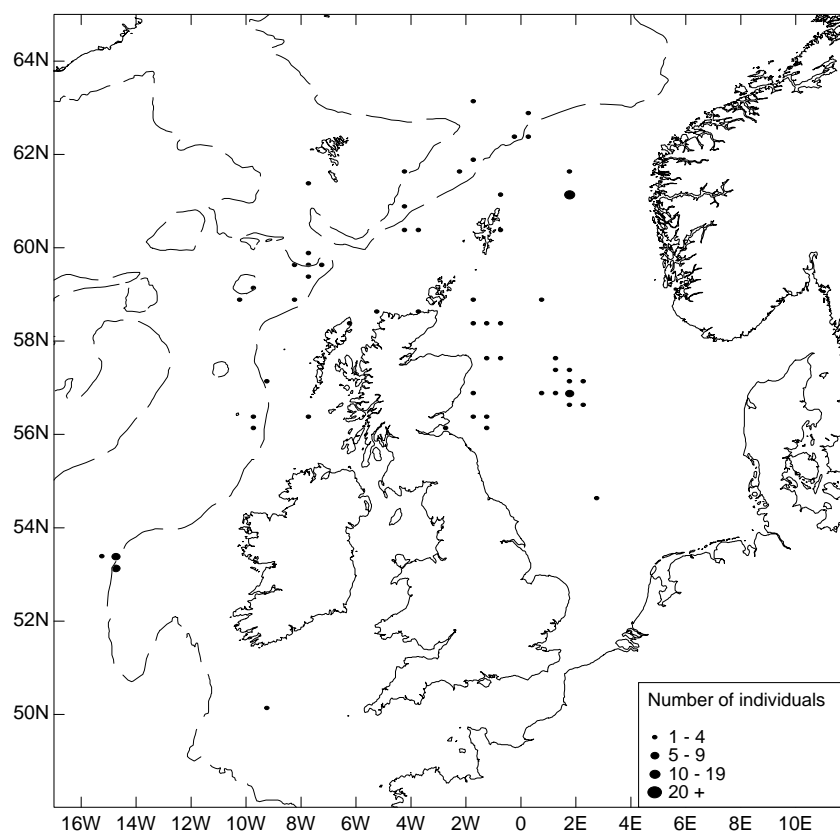 64N
62N
60N
58N
56N
54N
52N
50N
Number of individuals
1 - 4
5 - 9
10 - 19
20 +
16W 14W 12W 10W 8W 6W 4W 2W 0 2E 4E 6E 8E 10E